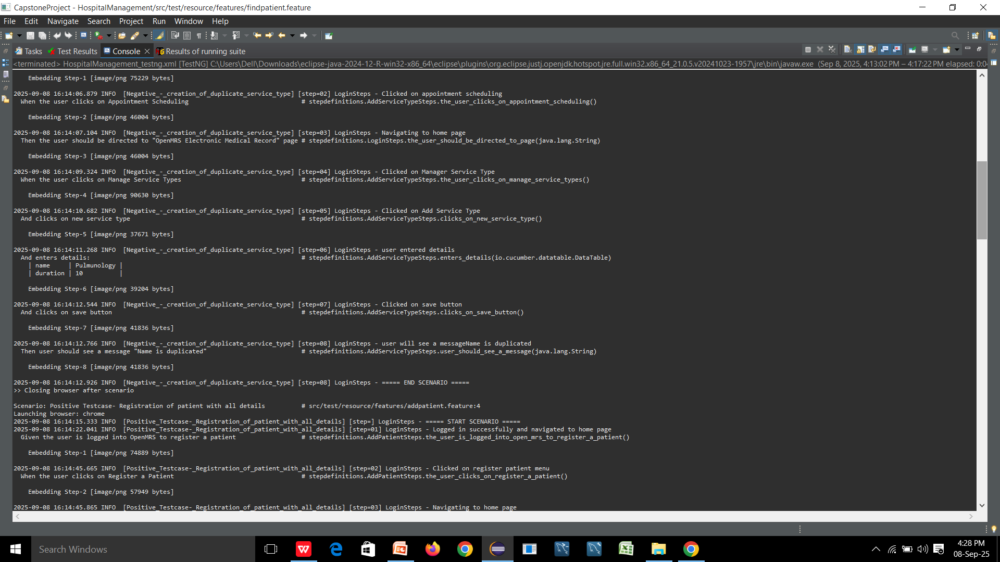 CapstoneProject - HospitalManagement/src/test/resource/features/findpatient.feature
File Edit Navigate Search Project Run Window Help
Tasks Test Results Console Results of running suite
<terminated> HospitalManagement_testng.xml [TestNG] C:\Users\Dell\Downloads\eclipse-java-2024-12-R-win32-x86_64\eclipse\plugins\org.eclipse.justj.openjdk.hotspot.jre.full.win32.x86_64_21.0.5.v20241023-1957\jre\bin\javaw.exe (Sep 8, 2025, 4:13:02 PM – 4:17:22 PM elapsed: 0:04
Embedding Step-1 [image/png 75229 bytes]
2025-09-08 16:14:06.879 INFO [Negative_-_creation_of_duplicate_service_type] [step=02] LoginSteps - Clicked on appointment scheduling
When the user clicks on Appointment Scheduling # stepdefinitions.AddServiceTypeSteps.the_user_clicks_on_appointment_scheduling()
Embedding Step-2 [image/png 46004 bytes]
2025-09-08 16:14:07.104 INFO [Negative_-_creation_of_duplicate_service_type] [step=03] LoginSteps - Navigating to home page
Then the user should be directed to "OpenMRS Electronic Medical Record" page # stepdefinitions.LoginSteps.the_user_should_be_directed_to_page(java.lang.String)
Embedding Step-3 [image/png 46004 bytes]
2025-09-08 16:14:09.324 INFO [Negative_-_creation_of_duplicate_service_type] [step=04] LoginSteps - Clicked on Manager Service Type
When the user clicks on Manage Service Types # stepdefinitions.AddServiceTypeSteps.the_user_clicks_on_manage_service_types()
Embedding Step-4 [image/png 90630 bytes]
2025-09-08 16:14:10.682 INFO [Negative_-_creation_of_duplicate_service_type] [step=05] LoginSteps - Clicked on Add Service Type
And clicks on new service type # stepdefinitions.AddServiceTypeSteps.clicks_on_new_service_type()
Embedding Step-5 [image/png 37671 bytes]
2025-09-08 16:14:11.268 INFO [Negative_-_creation_of_duplicate_service_type] [step=06] LoginSteps - user entered details
And enters details: # stepdefinitions.AddServiceTypeSteps.enters_details(io.cucumber.datatable.DataTable)
| name | Pulmunology |
| duration | 10 |
Embedding Step-6 [image/png 39204 bytes]
2025-09-08 16:14:12.544 INFO [Negative_-_creation_of_duplicate_service_type] [step=07] LoginSteps - Clicked on save button
And clicks on save button # stepdefinitions.AddServiceTypeSteps.clicks_on_save_button()
Embedding Step-7 [image/png 41836 bytes]
2025-09-08 16:14:12.766 INFO [Negative_-_creation_of_duplicate_service_type] [step=08] LoginSteps - user will see a messageName is duplicated
Then user should see a message "Name is duplicated" # stepdefinitions.AddServiceTypeSteps.user_should_see_a_message(java.lang.String)
Embedding Step-8 [image/png 41836 bytes]
2025-09-08 16:14:12.926 INFO [Negative_-_creation_of_duplicate_service_type] [step=08] LoginSteps - ===== END SCENARIO =====
>> Closing browser after scenario
Scenario: Positive Testcase- Registration of patient with all details # src/test/resource/features/addpatient.feature:4
Launching browser: chrome
2025-09-08 16:14:15.333 INFO [Positive_Testcase-_Registration_of_patient_with_all_details] [step=] LoginSteps - ===== START SCENARIO =====
2025-09-08 16:14:22.041 INFO [Positive_Testcase-_Registration_of_patient_with_all_details] [step=01] LoginSteps - Logged in successfully and navigated to home page
Given the user is logged into OpenMRS to register a patient # stepdefinitions.AddPatientSteps.the_user_is_logged_into_open_mrs_to_register_a_patient()
Embedding Step-1 [image/png 74889 bytes]
2025-09-08 16:14:45.665 INFO [Positive_Testcase-_Registration_of_patient_with_all_details] [step=02] LoginSteps - Clicked on register patient menu
When the user clicks on Register a Patient # stepdefinitions.AddPatientSteps.the_user_clicks_on_register_a_patient()
Embedding Step-2 [image/png 57949 bytes]
2025-09-08 16:14:45.865 INFO [Positive_Testcase-_Registration_of_patient_with_all_details] [step=03] LoginSteps - Navigating to home page
Search Windows
4:28 PM
08-Sep-25